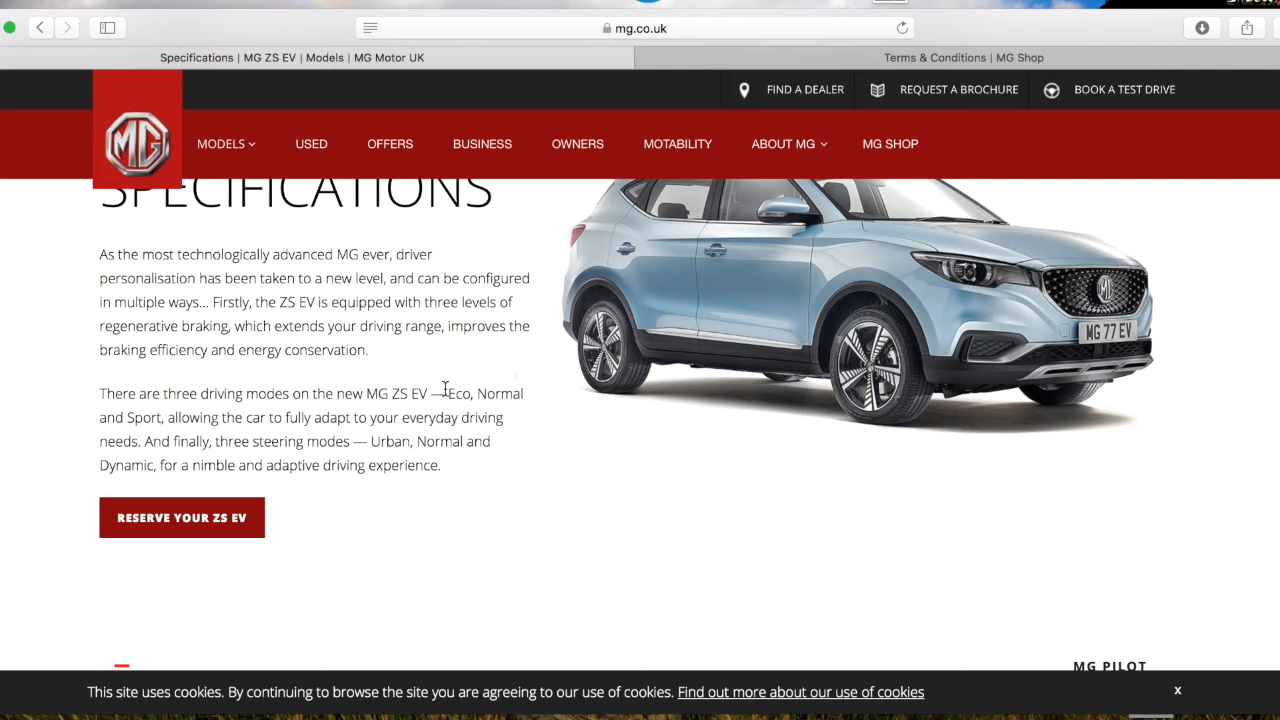 mg.co.uk
Specifications | MG ZS EV | Models | MG Motor UK
Terms & Conditions | MG Shop
FIND A DEALER
REQUEST A BROCHURE
BOOK A TEST DRIVE
MG
MODELS
USED
OFFERS
BUSINESS
OWNERS
MOTABILITY
ABOUT MG
MG SHOP
SPECIFICATIONS
As the most technologically advanced MG ever, driver
personalisation has been taken to a new level, and can be configured
in multiple ways... Firstly, the ZS EV is equipped with three levels of
regenerative braking, which extends your driving range, improves the
braking efficiency and energy conservation.
There are three driving modes on the new MG ZS EV — Eco, Normal
and Sport, allowing the car to fully adapt to your everyday driving
needs. And finally, three steering modes — Urban, Normal and
Dynamic, for a nimble and adaptive driving experience.
MG 77 EV
RESERVE YOUR ZS EV
MG PILOT
This site uses cookies. By continuing to browse the site you are agreeing to our use of cookies. Find out more about our use of cookies
x